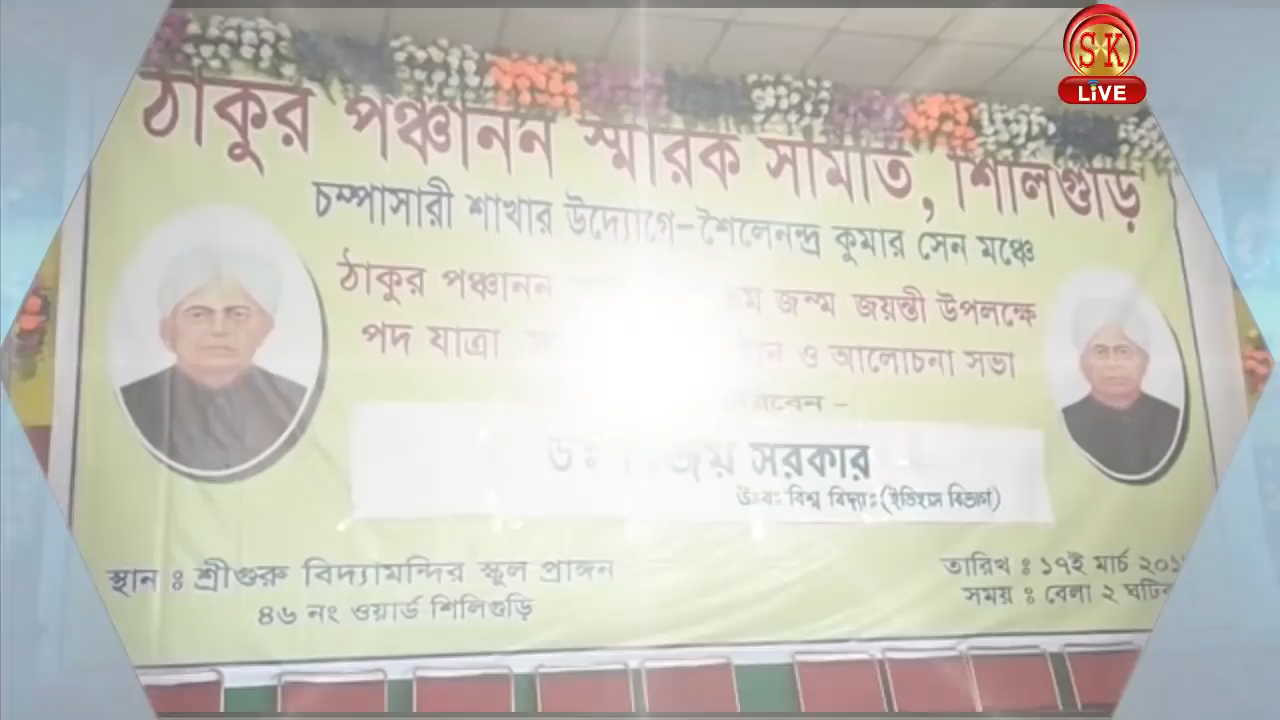 SK
LiVE
ঠাকুর পঞ্চানন স্মারক সমিতি, শিলিগুড়ি
চম্পাসারী শাখার উদ্যোগে-শৈলেনন্দ্র কুমার সেন মঞ্চে
ঠাকুর পঞ্চানন জন্ম জয়ন্তী উপলক্ষে
পদ যাত্রা ও আলোচনা সভা
ডঃ সরকার
উঃবঃ বিশ্ব বিদ্যাঃ(ইতিহাস বিভাগ)
স্থান : শ্রীগুরু বিদ্যামন্দির স্কুল প্রাঙ্গন
৪৬ নং ওয়ার্ড শিলিগুড়ি
তারিখ : ১৭ই মার্চ
সময় : বেলা ২